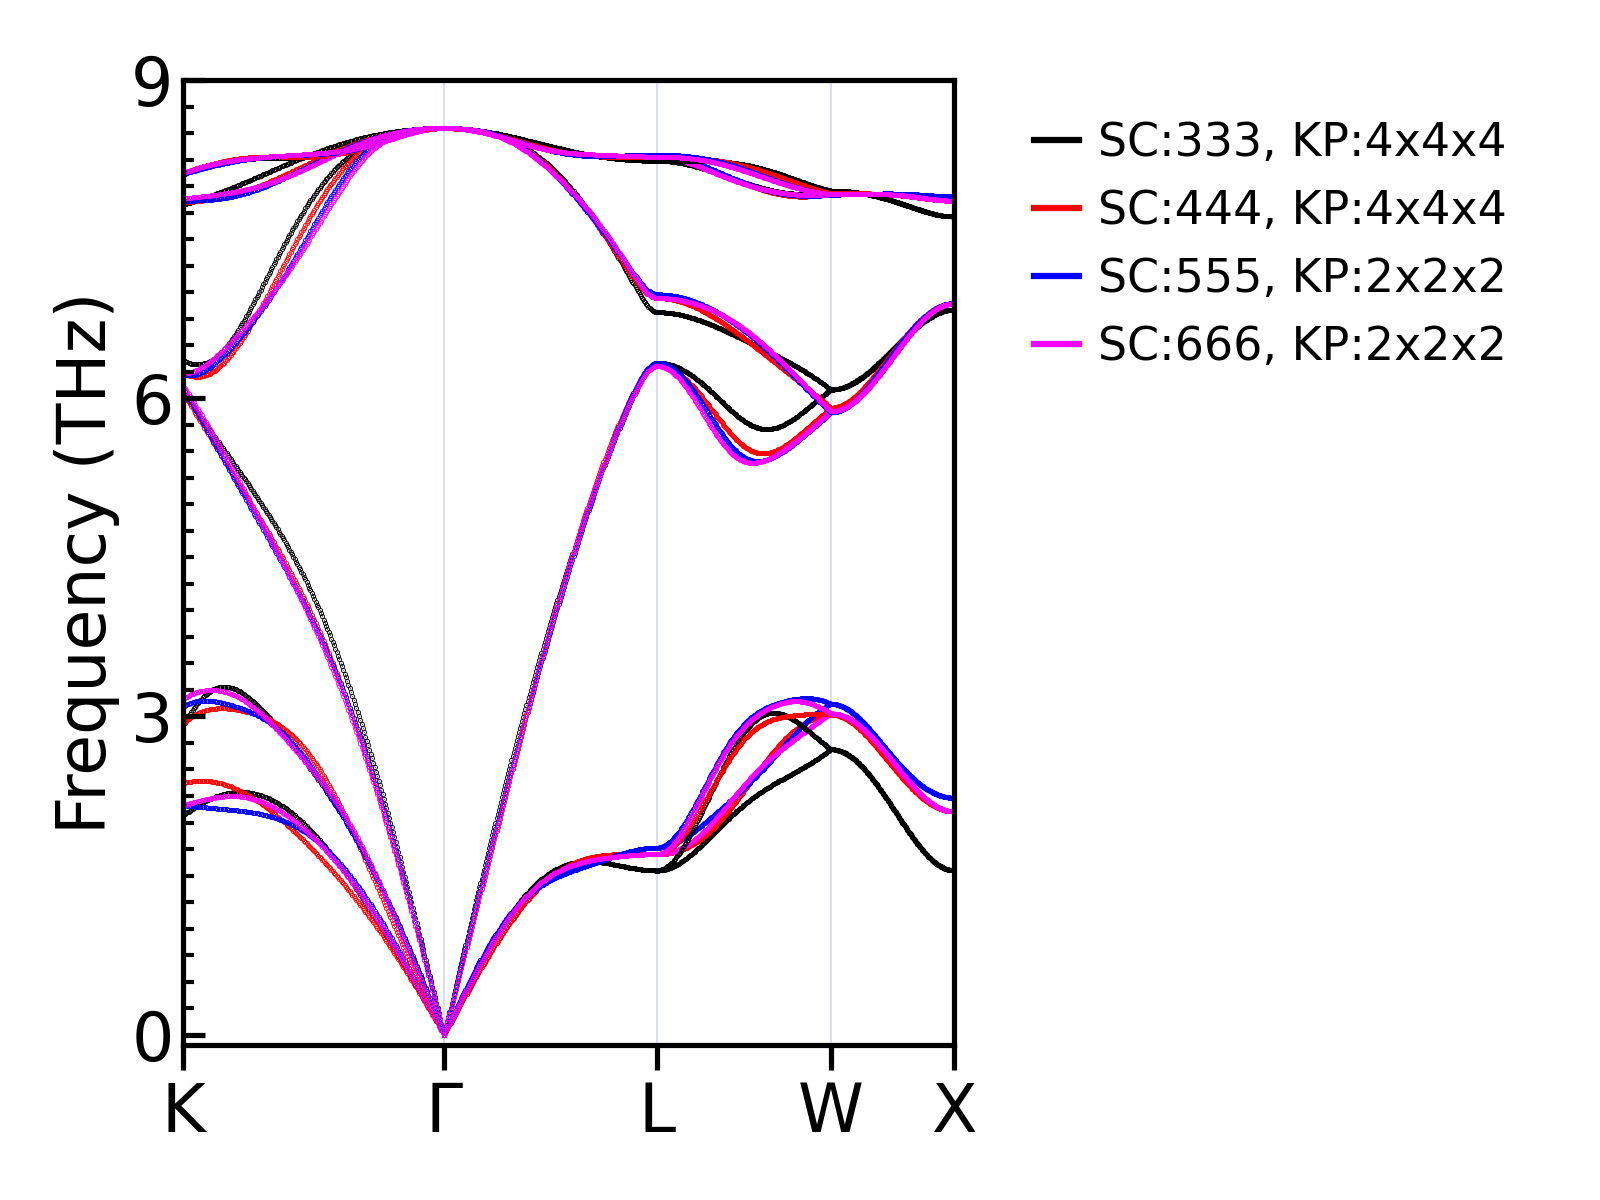 Frequency (THz)
9
6
3
0
K Γ L W X
SC:333, KP:4x4x4
SC:444, KP:4x4x4
SC:555, KP:2x2x2
SC:666, KP:2x2x2